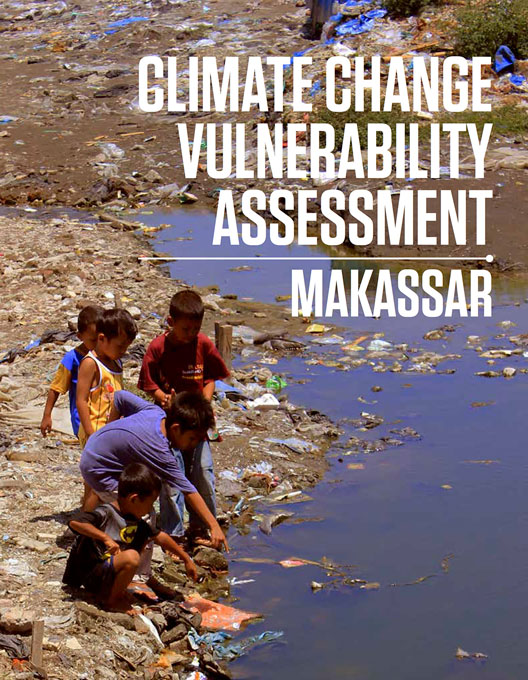 CLIMATE CHANGE
VULNERABILITY
ASSESSMENT
MAKASSAR